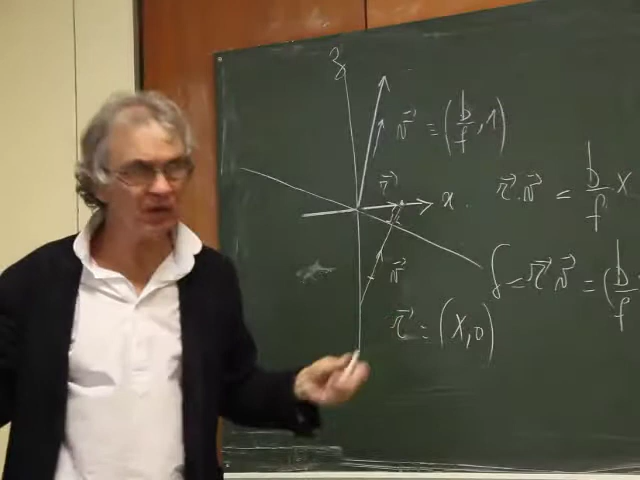 z
v⃗ = (b/f, 1)
r⃗
x
r⃗.v⃗ = b/f x
v⃗
δ = r⃗ v⃗ = (b/f
r⃗ = (x, 0)